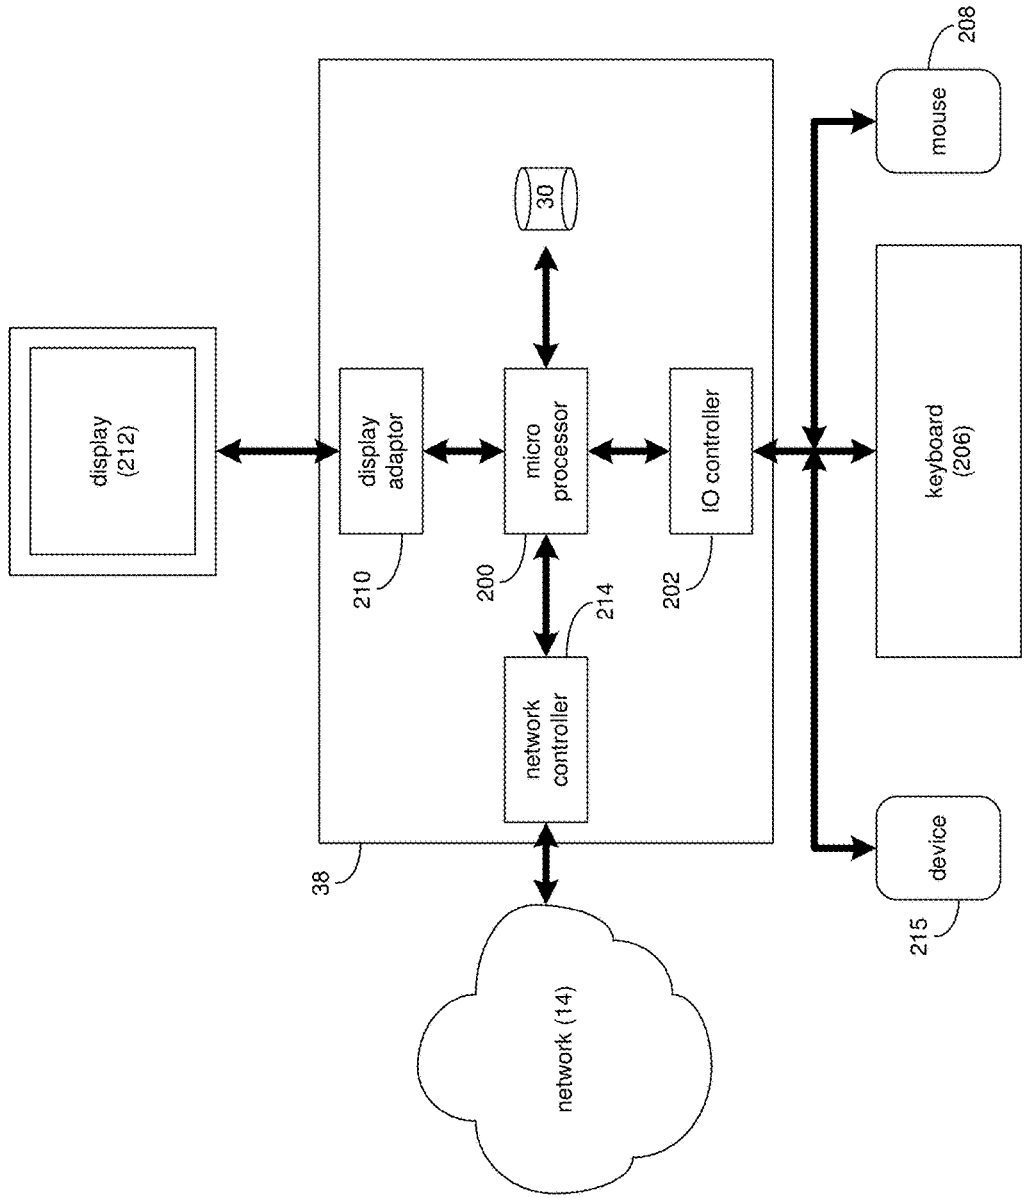 display
(212)
38
210
display
adaptor
30
network
controller
214
200
micro
processor
network (14)
202
IO controller
215
device
keyboard
(206)
mouse
208